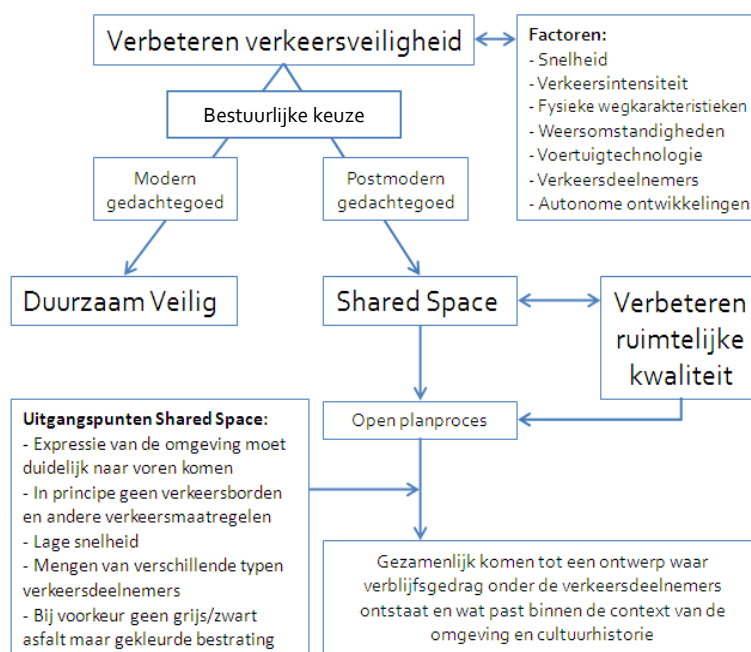 Verbeteren verkeersveiligheid
Factoren:
- Snelheid
- Verkeersintensiteit
- Fysieke wegkarakteristieken
- Weersomstandigheden
- Voertuigtechnologie
- Verkeersdeelnemers
- Autonome ontwikkelingen
Bestuurlijke keuze
Modern
gedachtegoed
Postmodern
gedachtegoed
Duurzaam Veilig
Shared Space
Verbeteren
ruimtelijke
kwaliteit
Open planproces
Uitgangspunten Shared Space:
- Expressie van de omgeving moet
duidelijk naar voren komen
- In principe geen verkeersborden
en andere verkeersmaatregelen
- Lage snelheid
- Mengen van verschillende typen
verkeersdeelnemers
- Bij voorkeur geen grijs/zwart
asfalt maar gekleurde bestrating
Gezamenlijk komen tot een ontwerp waar
verblijfsgedrag onder de verkeersdeelnemers
ontstaat en wat past binnen de context van de
omgeving en cultuurhistorie